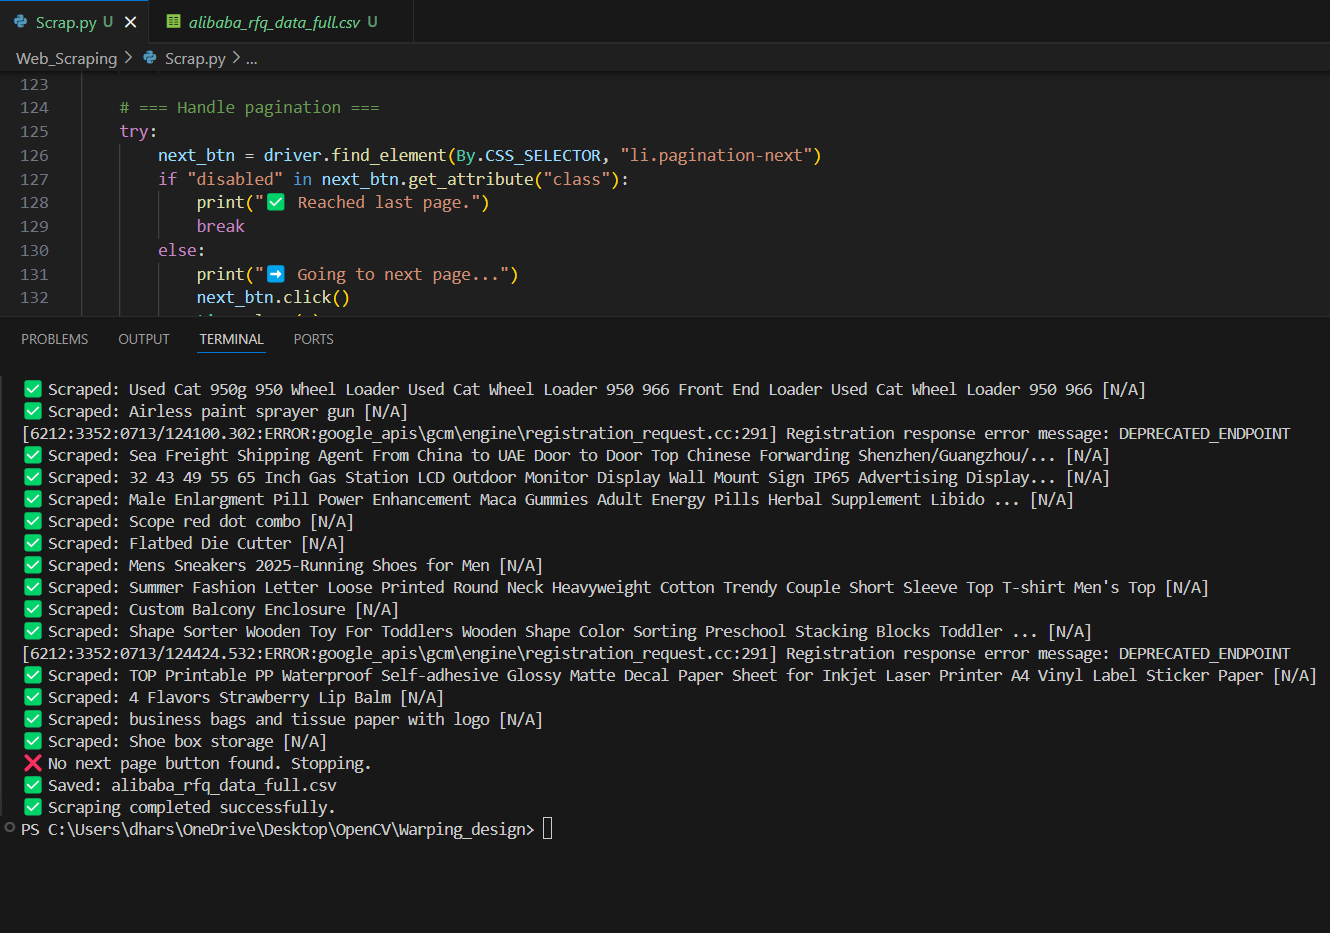 Scrap.py U × alibaba_rfq_data_full.csv U
Web_Scraping > Scrap.py > ...
123
124 # === Handle pagination ===
125 try:
126 next_btn = driver.find_element(By.CSS_SELECTOR, "li.pagination-next")
127 if "disabled" in next_btn.get_attribute("class"):
128 print("✅ Reached last page.")
129 break
130 else:
131 print("➡️ Going to next page...")
132 next_btn.click()
PROBLEMS OUTPUT TERMINAL PORTS
✅ Scraped: Used Cat 950g 950 Wheel Loader Used Cat Wheel Loader 950 966 Front End Loader Used Cat Wheel Loader 950 966 [N/A]
✅ Scraped: Airless paint sprayer gun [N/A]
[6212:3352:0713/124100.302:ERROR:google_apis\gcm\engine\registration_request.cc:291] Registration response error message: DEPRECATED_ENDPOINT
✅ Scraped: Sea Freight Shipping Agent From China to UAE Door to Door Top Chinese Forwarding Shenzhen/Guangzhou/... [N/A]
✅ Scraped: 32 43 49 55 65 Inch Gas Station LCD Outdoor Monitor Display Wall Mount Sign IP65 Advertising Display... [N/A]
✅ Scraped: Male Enlargment Pill Power Enhancement Maca Gummies Adult Energy Pills Herbal Supplement Libido ... [N/A]
✅ Scraped: Scope red dot combo [N/A]
✅ Scraped: Flatbed Die Cutter [N/A]
✅ Scraped: Mens Sneakers 2025-Running Shoes for Men [N/A]
✅ Scraped: Summer Fashion Letter Loose Printed Round Neck Heavyweight Cotton Trendy Couple Short Sleeve Top T-shirt Men's Top [N/A]
✅ Scraped: Custom Balcony Enclosure [N/A]
✅ Scraped: Shape Sorter Wooden Toy For Toddlers Wooden Shape Color Sorting Preschool Stacking Blocks Toddler ... [N/A]
[6212:3352:0713/124424.532:ERROR:google_apis\gcm\engine\registration_request.cc:291] Registration response error message: DEPRECATED_ENDPOINT
✅ Scraped: TOP Printable PP Waterproof Self-adhesive Glossy Matte Decal Paper Sheet for Inkjet Laser Printer A4 Vinyl Label Sticker Paper [N/A]
✅ Scraped: 4 Flavors Strawberry Lip Balm [N/A]
✅ Scraped: business bags and tissue paper with logo [N/A]
✅ Scraped: Shoe box storage [N/A]
❌ No next page button found. Stopping.
✅ Saved: alibaba_rfq_data_full.csv
✅ Scraping completed successfully.
PS C:\Users\dhars\OneDrive\Desktop\OpenCV\Warping_design>